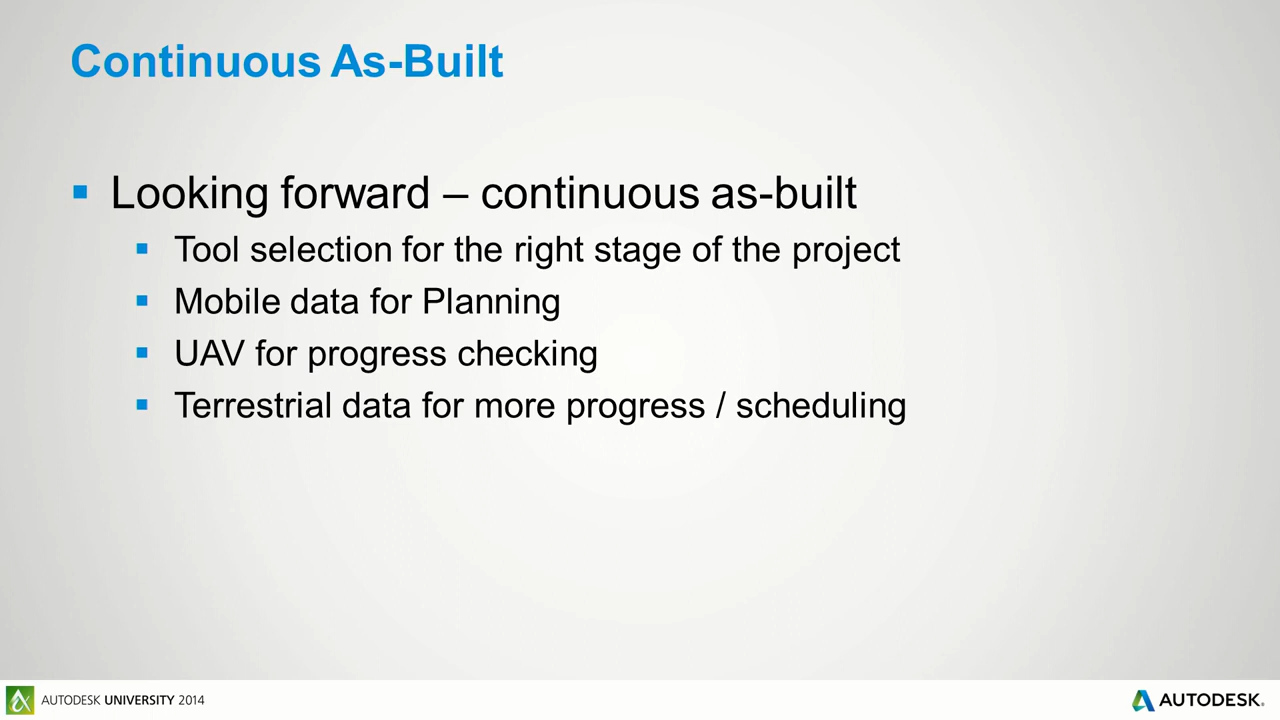 Continuous As-Built
Looking forward – continuous as-built
Tool selection for the right stage of the project
Mobile data for Planning
UAV for progress checking
Terrestrial data for more progress / scheduling
AUTODESK UNIVERSITY 2014
AUTODESK®